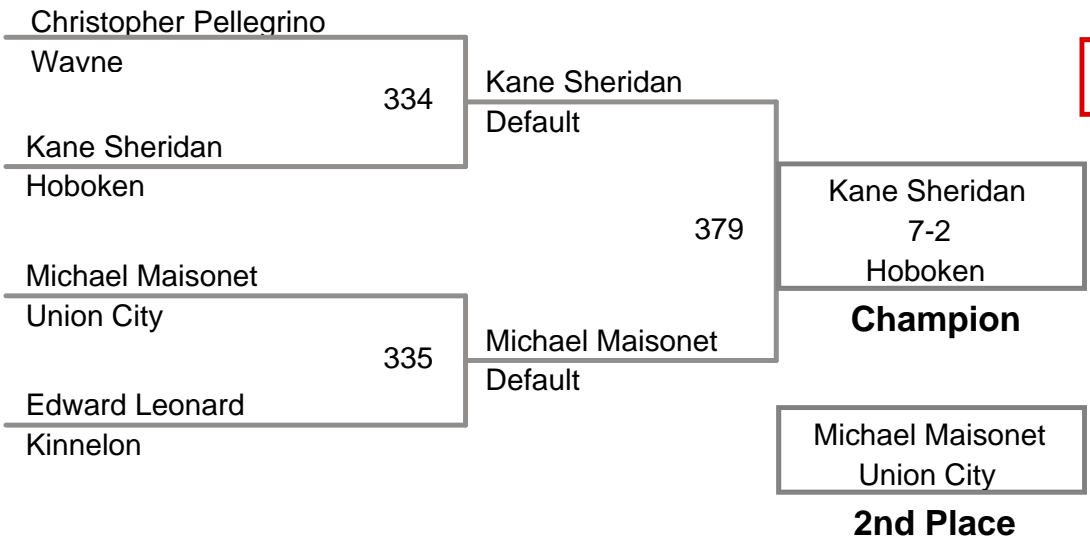 Christopher Pellegrino
Wayne
334
Kane Sheridan
Hoboken
Kane Sheridan
Default
Michael Maisonet
Union City
335
Edward Leonard
Kinnelon
Michael Maisonet
Default
379
Kane Sheridan
7-2
Hoboken
Champion
Michael Maisonet
Union City
2nd Place